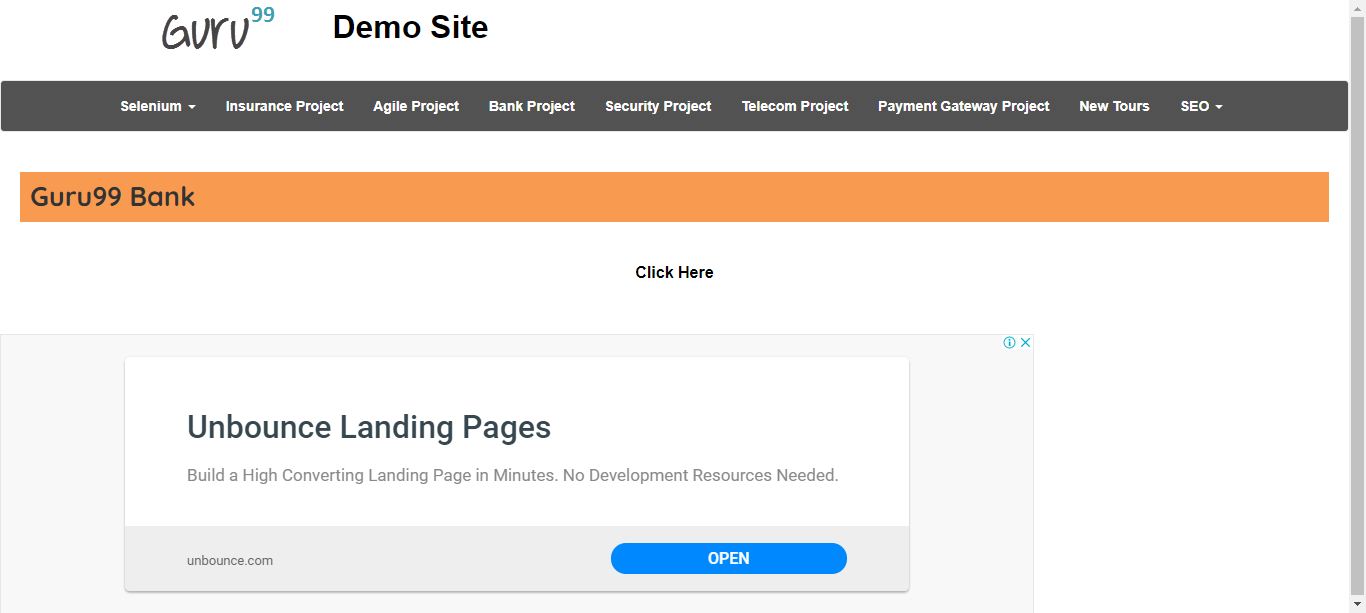 Guru99 Demo Site
Selenium Insurance Project Agile Project Bank Project Security Project Telecom Project Payment Gateway Project New Tours SEO
Guru99 Bank
Click Here
Unbounce Landing Pages
Build a High Converting Landing Page in Minutes. No Development Resources Needed.
unbounce.com OPEN